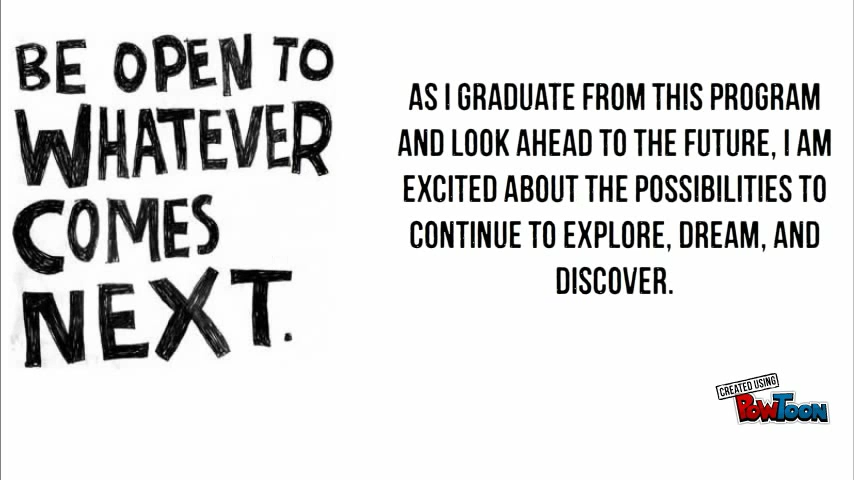 BE OPEN TO
WHATEVER
COMES
NEXT.
AS I GRADUATE FROM THIS PROGRAM
AND LOOK AHEAD TO THE FUTURE, I AM
EXCITED ABOUT THE POSSIBILITIES TO
CONTINUE TO EXPLORE, DREAM, AND
DISCOVER.
CREATED USING
POWTOON